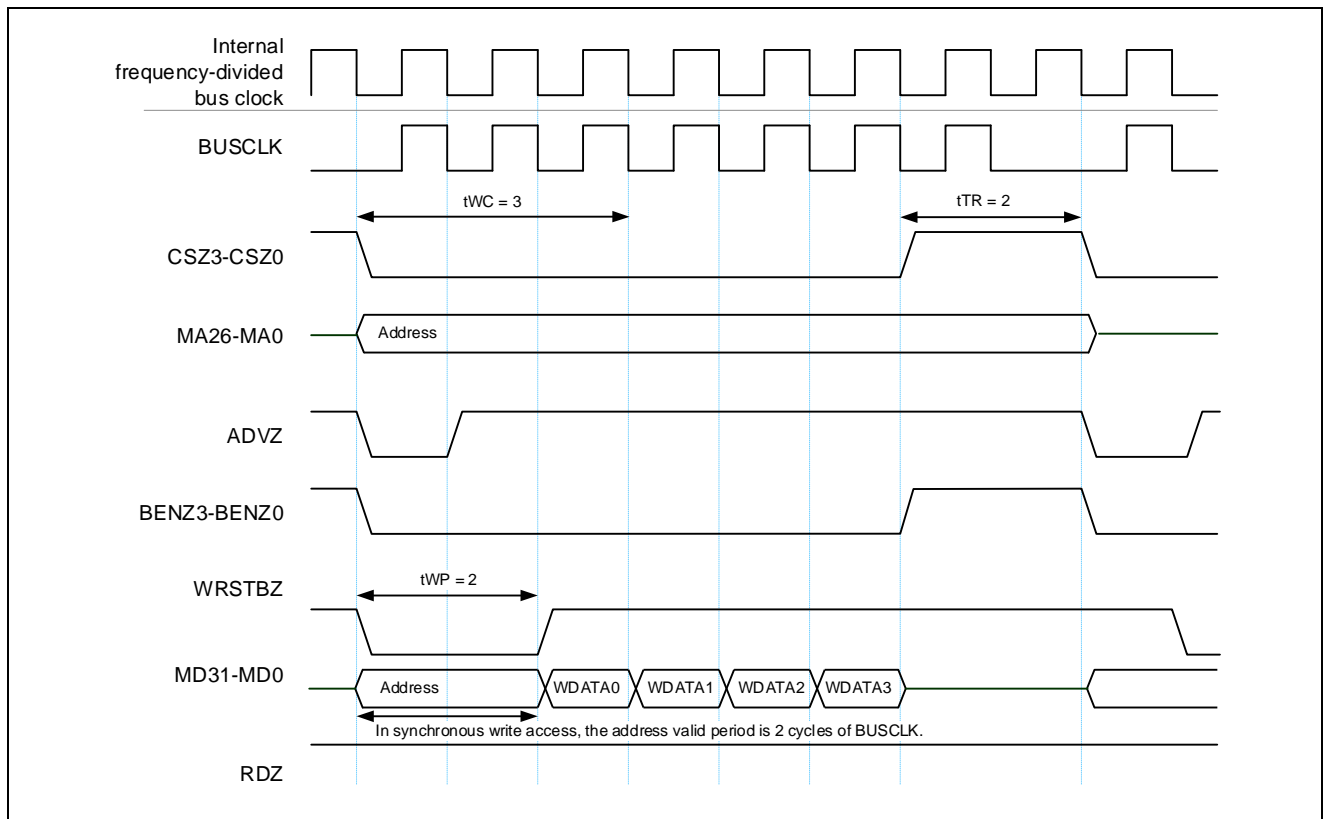 Internal
frequency-divided
bus clock
BUSCLK
tWC = 3
tTR = 2
CSZ3-CSZ0
MA26-MA0
Address
ADVZ
BENZ3-BENZ0
tWP = 2
WRSTBZ
MD31-MD0
Address
WDATA0
WDATA1
WDATA2
WDATA3
In synchronous write access, the address valid period is 2 cycles of BUSCLK.
RDZ